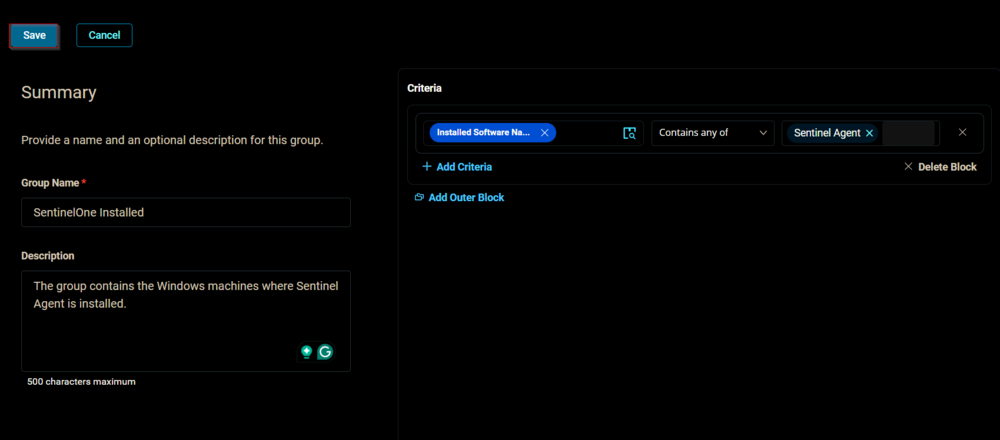 Save
Cancel
Summary
Provide a name and an optional description for this group.
Group Name *
SentinelOne Installed
Description
The group contains the Windows machines where Sentinel
Agent is installed.
500 characters maximum
Criteria
Installed Software Na...
Contains any of
Sentinel Agent
Add Criteria
Delete Block
Add Outer Block